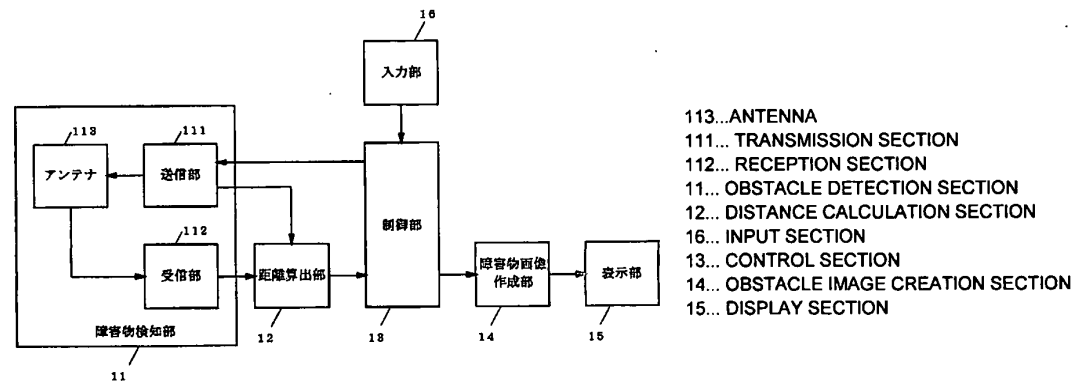 16
入力部
113
アンテナ
111
送信部
112
受信部
障害物検知部
11
距離算出部
12
制御部
13
障害物画像
作成部
14
表示部
15
113...ANTENNA
111... TRANSMISSION SECTION
112... RECEPTION SECTION
11... OBSTACLE DETECTION SECTION
12... DISTANCE CALCULATION SECTION
16... INPUT SECTION
13... CONTROL SECTION
14... OBSTACLE IMAGE CREATION SECTION
15... DISPLAY SECTION